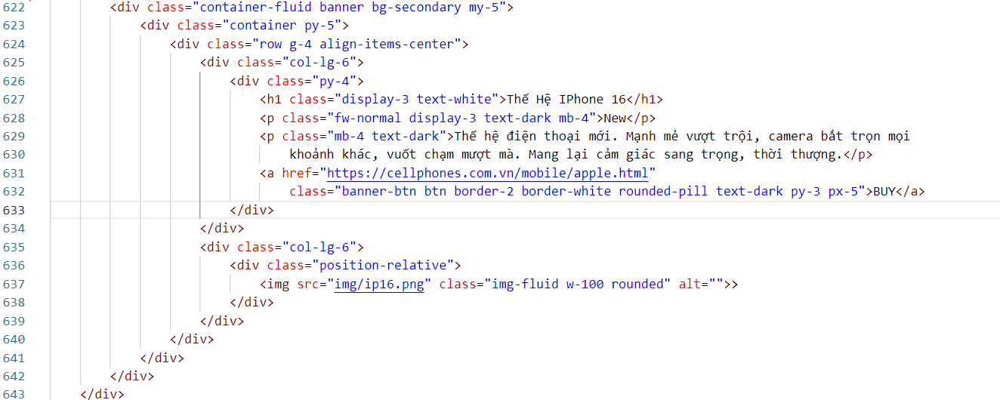 622 <div class="container-fluid banner bg-secondary my-5">
623 <div class="container py-5">
624 <div class="row g-4 align-items-center">
625 <div class="col-lg-6">
626 <div class="py-4">
627 <h1 class="display-3 text-white">Thế Hệ IPhone 16</h1>
628 <p class="fw-normal display-3 text-dark mb-4">New</p>
629 <p class="mb-4 text-dark">Thế hệ điện thoại mới. Mạnh mẻ vượt trội, camera bắt trọn mọi
630 khoảnh khác, vuốt chạm mượt mà. Mang lại cảm giác sang trọng, thời thượng.</p>
631 <a href="https://cellphones.com.vn/mobile/apple.html"
632 class="banner-btn btn border-2 border-white rounded-pill text-dark py-3 px-5">BUY</a>
633 </div>
634 </div>
635 <div class="col-lg-6">
636 <div class="position-relative">
637 <img src="img/ip16.png" class="img-fluid w-100 rounded" alt="">>
638 </div>
639 </div>
640 </div>
641 </div>
642 </div>
643 </div>